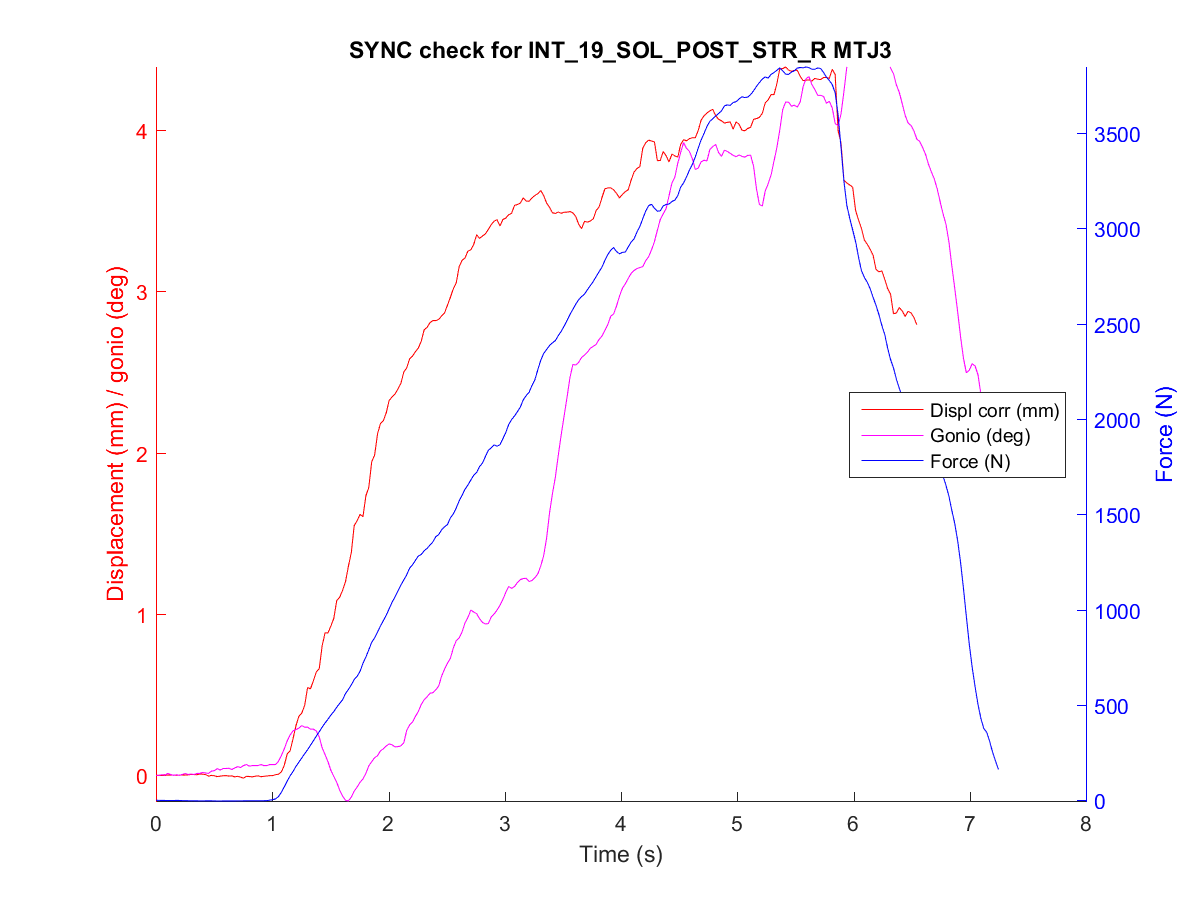 SYNC check for INT_19_SOL_POST_STR_R MTJ3
4
3
2
1
0
Displacement (mm) / gonio (deg)
3500
3000
2500
2000
1500
1000
500
0
Force (N)
Displ corr (mm)
Gonio (deg)
Force (N)
0 1 2 3 4 5 6 7 8
Time (s)